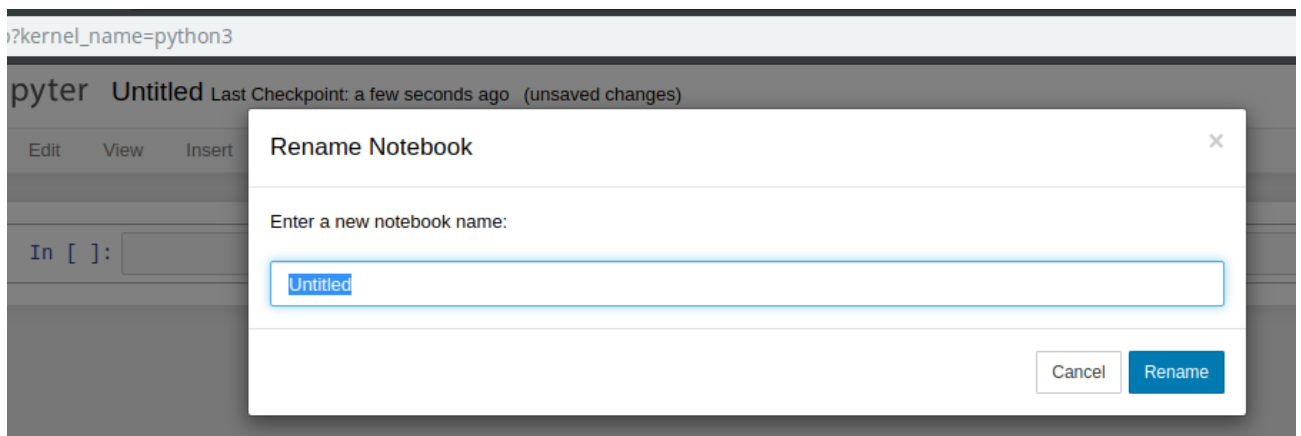 ?kernel_name=python3
pyter Untitled Last Checkpoint: a few seconds ago (unsaved changes)
Edit View Insert
Rename Notebook ×
Enter a new notebook name:
In [ ]:
Untitled
Cancel Rename